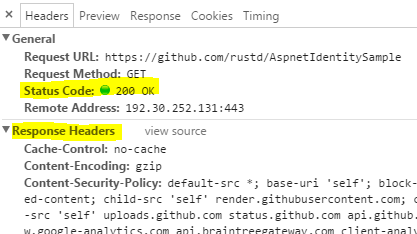 Headers Preview Response Cookies Timing
General
Request URL: https://github.com/rustd/AspnetIdentitySample
Request Method: GET
Status Code: 200 OK
Remote Address: 192.30.252.131:443
Response Headers view source
Cache-Control: no-cache
Content-Encoding: gzip
Content-Security-Policy: default-src *; base-uri 'self'; block-
ed-content; child-src 'self' render.githubusercontent.com; c
-src 'self' uploads.github.com status.github.com api.github.
w.google-analytics.com api.braintreegateway.com client-analy